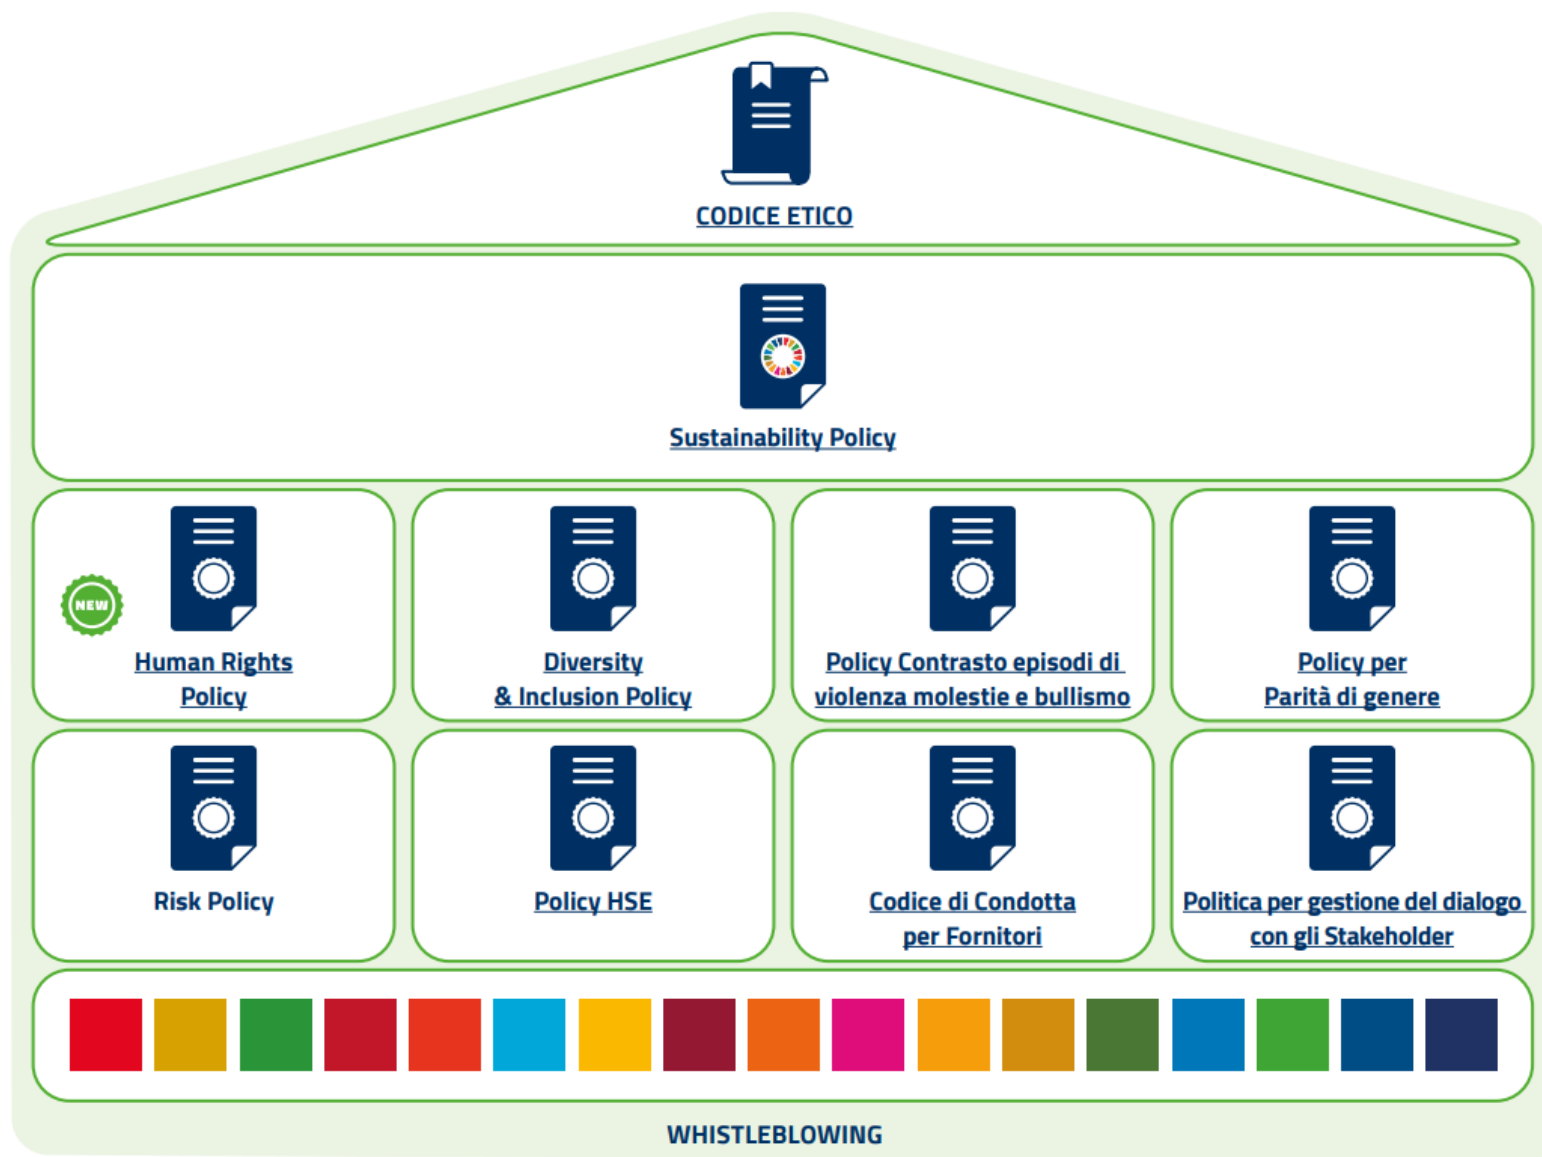 CODICE ETICO
Sustainability Policy
NEW
Human Rights
Policy
Diversity
& Inclusion Policy
Policy Contrasto episodi di
violenza molestie e bullismo
Policy per
Parità di genere
Risk Policy
Policy HSE
Codice di Condotta
per Fornitori
Politica per gestione del dialogo
con gli Stakeholder
WHISTLEBLOWING